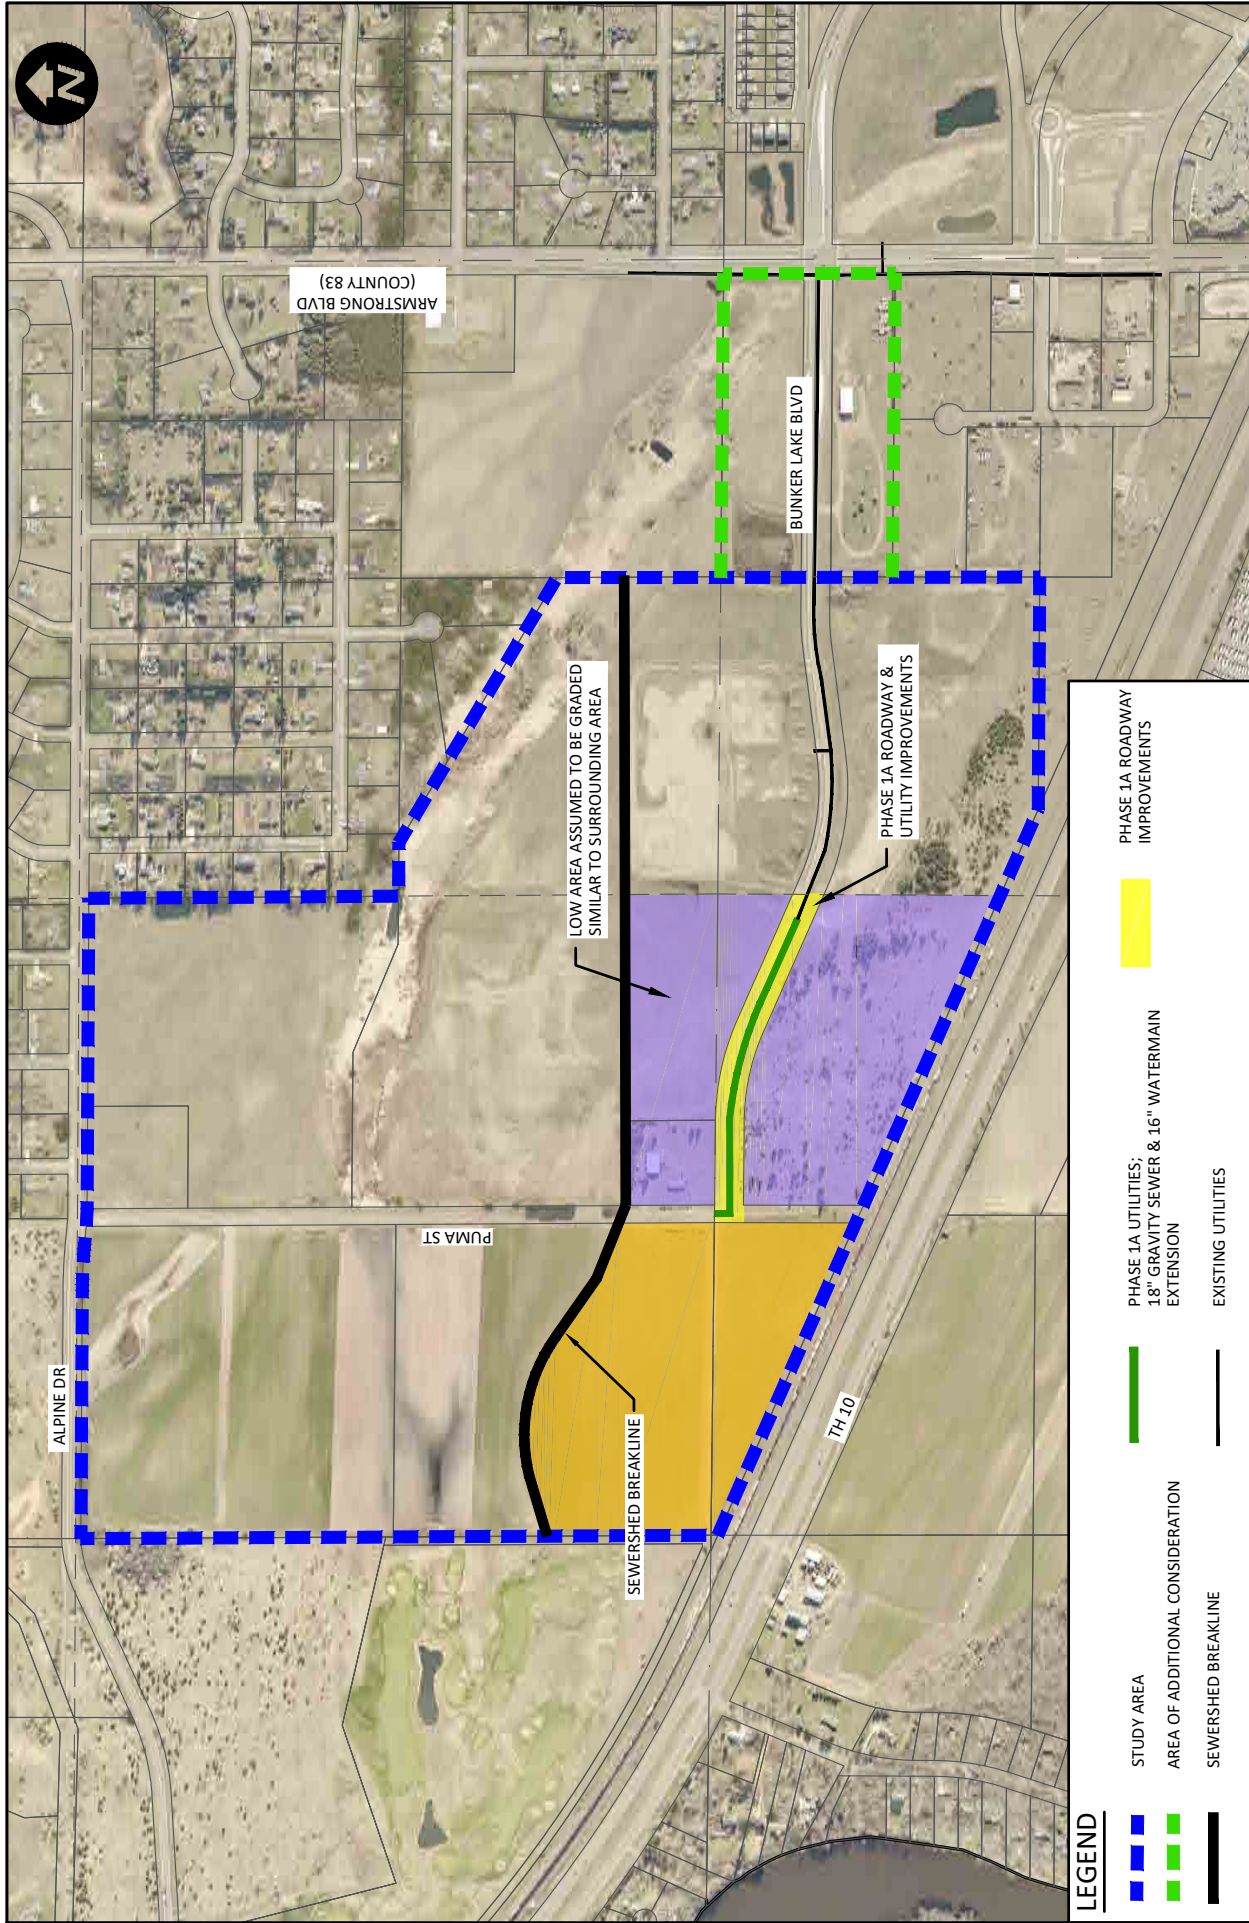 N
ARMSTRONG BLVD
(COUNTY 83)
ALPINE DR
PUMA ST
BUNKER LAKE BLVD
LOW AREA ASSUMED TO BE GRADED
SIMILAR TO SURROUNDING AREA
PHASE 1A ROADWAY &
UTILITY IMPROVEMENTS
SEWERSHED BREAKLINE
TH 10
LEGEND
STUDY AREA
AREA OF ADDITIONAL CONSIDERATION
SEWERSHED BREAKLINE
PHASE 1A UTILITIES;
18" GRAVITY SEWER & 16" WATERMAIN
EXTENSION
EXISTING UTILITIES
PHASE 1A ROADWAY
IMPROVEMENTS